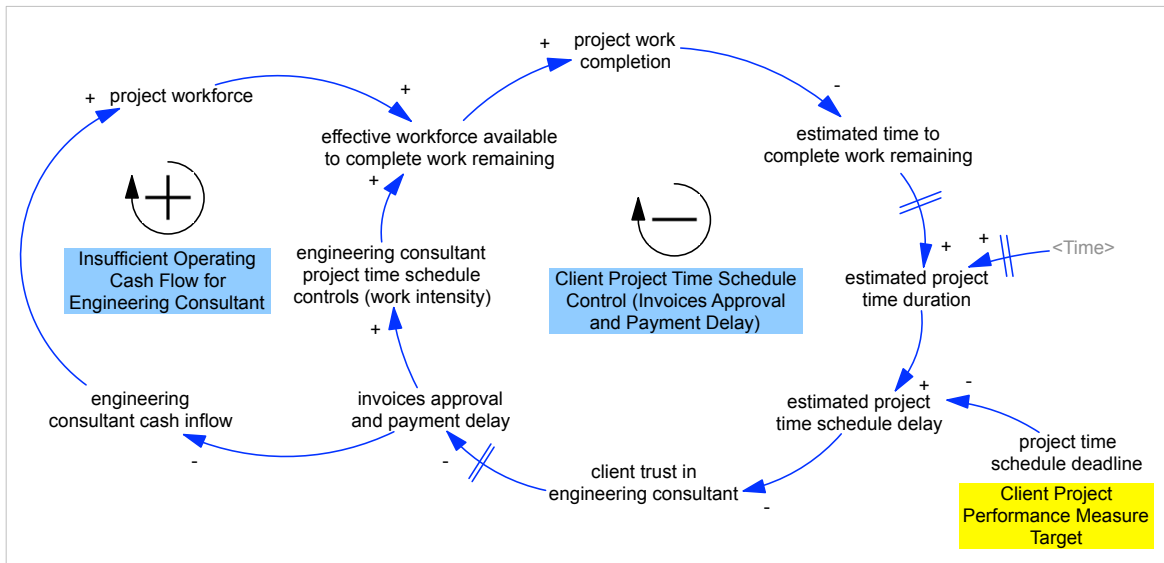 +
project work
completion
-
+
project workforce
+
effective workforce available
to complete work remaining
estimated time to
complete work remaining
+
+
−
Insufficient Operating
Cash Flow for
Engineering Consultant
engineering consultant
project time schedule
controls (work intensity)
Client Project Time Schedule
Control (Invoices Approval
and Payment Delay)
+
+
<Time>
estimated project
time duration
+
engineering
consultant cash inflow
-
invoices approval
and payment delay
-
estimated project
time schedule delay
+
-
project time
schedule deadline
client trust in
engineering consultant
-
Client Project
Performance Measure
Target